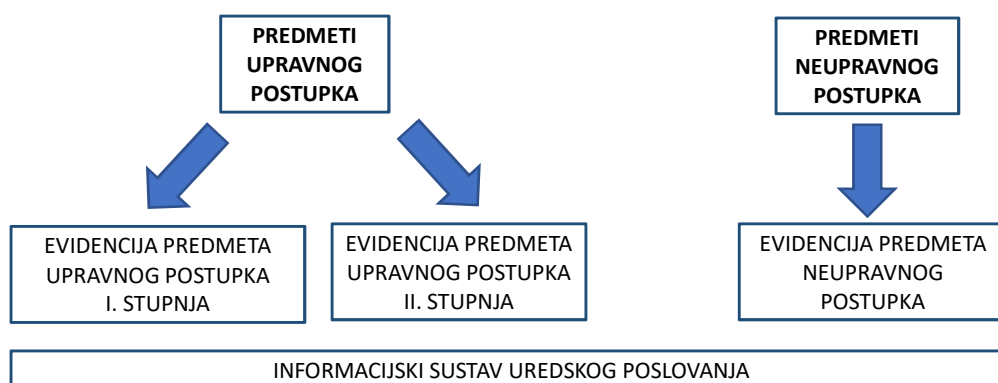 PREDMETI
UPRAVNOG
POSTUPKA
PREDMETI
NEUPRAVNOG
POSTUPKA
EVIDENCIJA PREDMETA
UPRAVNOG POSTUPKA
I. STUPNJA
EVIDENCIJA PREDMETA
UPRAVNOG POSTUPKA
II. STUPNJA
EVIDENCIJA PREDMETA
NEUPRAVNOG
POSTUPKA
INFORMACIJSKI SUSTAV UREDSKOG POSLOVANJA